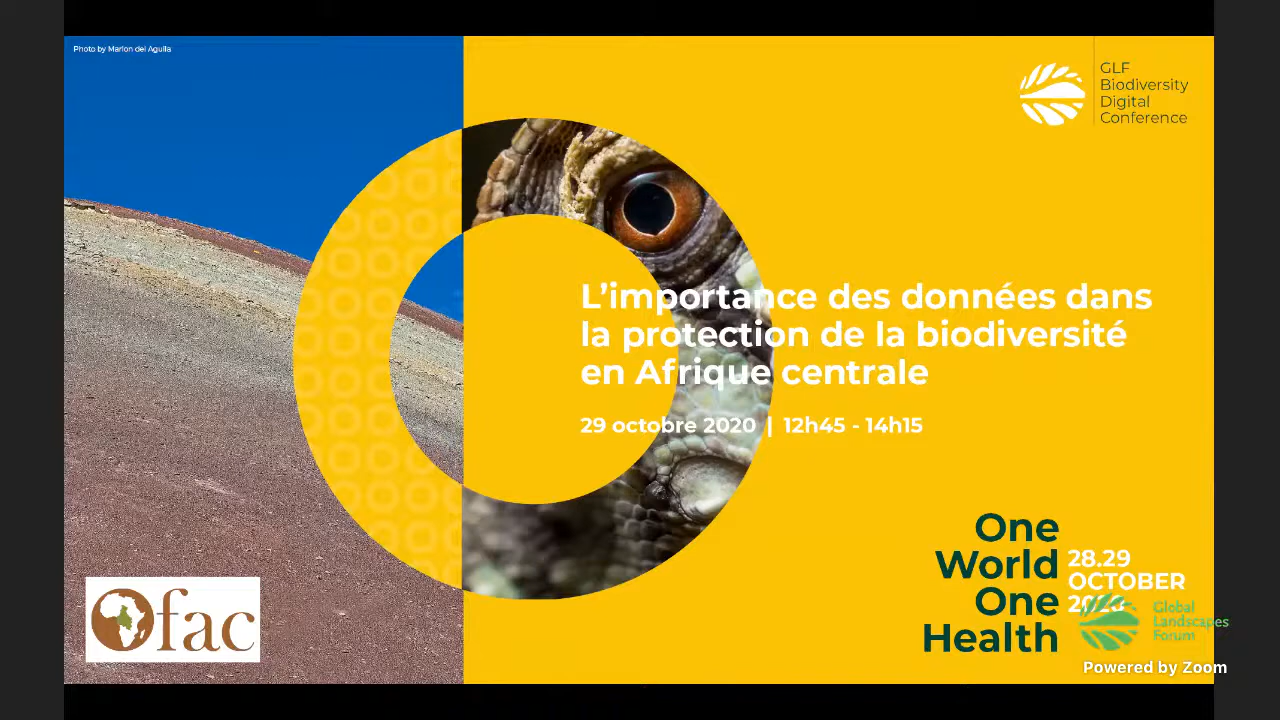 Photo by Marlon del Aguila
GLF
Biodiversity
Digital
Conference
L'importance des données dans
la protection de la biodiversité
en Afrique centrale
29 octobre 2020 | 12h45 - 14h15
One
World
One
Health
28.29
OCTOBER
2020
Ofac
Global
Landscapes
Forum
Powered by Zoom